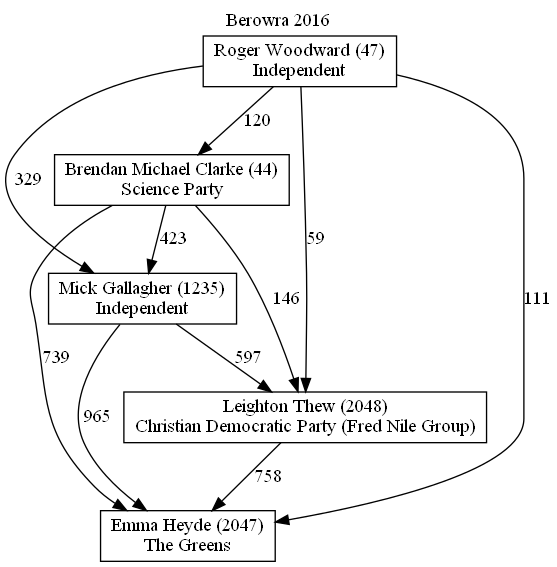 Berowra 2016
Roger Woodward (47)
Independent
120
Brendan Michael Clarke (44)
Science Party
329
423
59
Mick Gallagher (1235)
Independent
146
111
739
597
Leighton Thew (2048)
Christian Democratic Party (Fred Nile Group)
965
758
Emma Heyde (2047)
The Greens